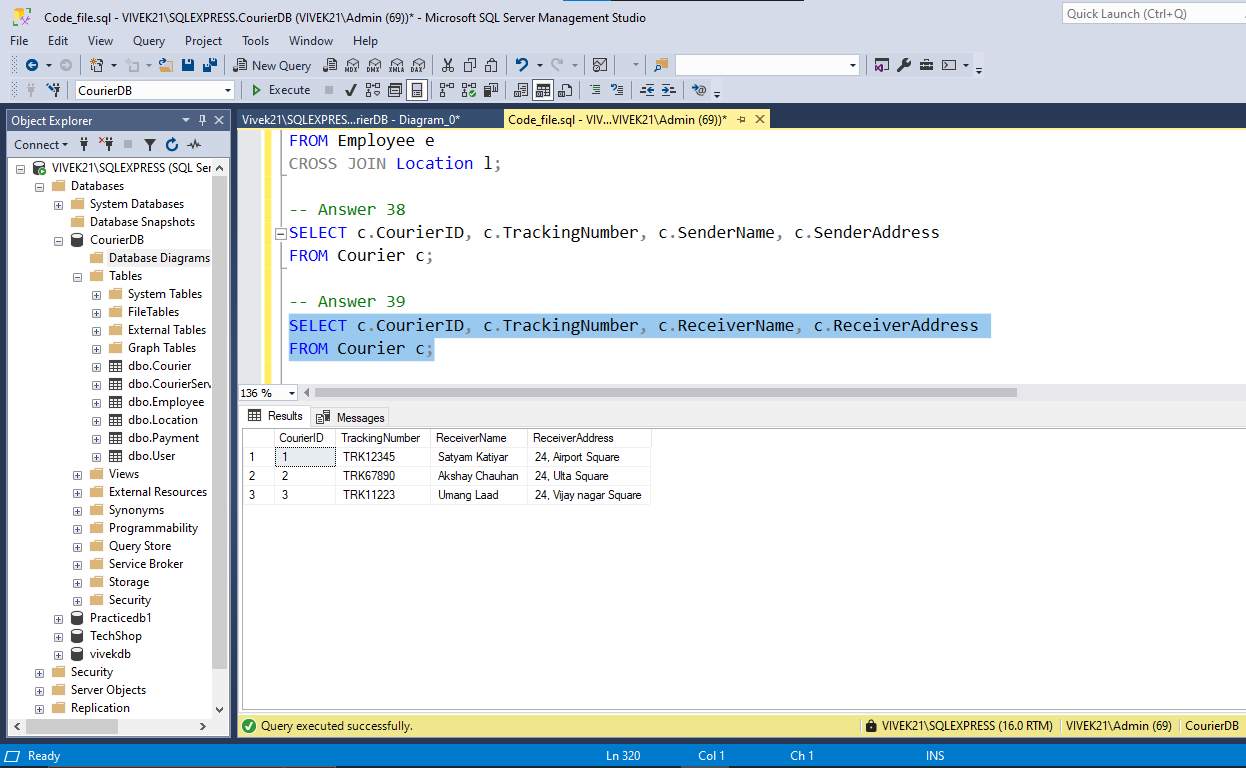 Code_file.sql - VIVEK21\SQLEXPRESS.CourierDB (VIVEK21\Admin (69))* - Microsoft SQL Server Management Studio
Quick Launch (Ctrl+Q)
File Edit View Query Project Tools Window Help
New Query MDX DMX XMLA DAX
CourierDB Execute
Object Explorer
Connect
VIVEK21\SQLEXPRESS (SQL Ser
Databases
System Databases
Database Snapshots
CourierDB
Database Diagrams
Tables
System Tables
FileTables
External Tables
Graph Tables
dbo.Courier
dbo.CourierServ
dbo.Employee
dbo.Location
dbo.Payment
dbo.User
Views
External Resources
Synonyms
Programmability
Query Store
Service Broker
Storage
Security
Practicedb1
TechShop
vivekdb
Security
Server Objects
Replication
Vivek21\SQLEXPRES...rierDB - Diagram_0*
Code_file.sql - VIV...VIVEK21\Admin (69))*
FROM Employee e
CROSS JOIN Location l;
-- Answer 38
SELECT c.CourierID, c.TrackingNumber, c.SenderName, c.SenderAddress
FROM Courier c;
-- Answer 39
SELECT c.CourierID, c.TrackingNumber, c.ReceiverName, c.ReceiverAddress
FROM Courier c;
136 %
Results Messages
CourierID TrackingNumber ReceiverName ReceiverAddress
1 1 TRK12345 Satyam Katiyar 24, Airport Square
2 2 TRK67890 Akshay Chauhan 24, Ulta Square
3 3 TRK11223 Umang Laad 24, Vijay nagar Square
Query executed successfully.
VIVEK21\SQLEXPRESS (16.0 RTM) VIVEK21\Admin (69) CourierDB
Ready Ln 320 Col 1 Ch 1 INS